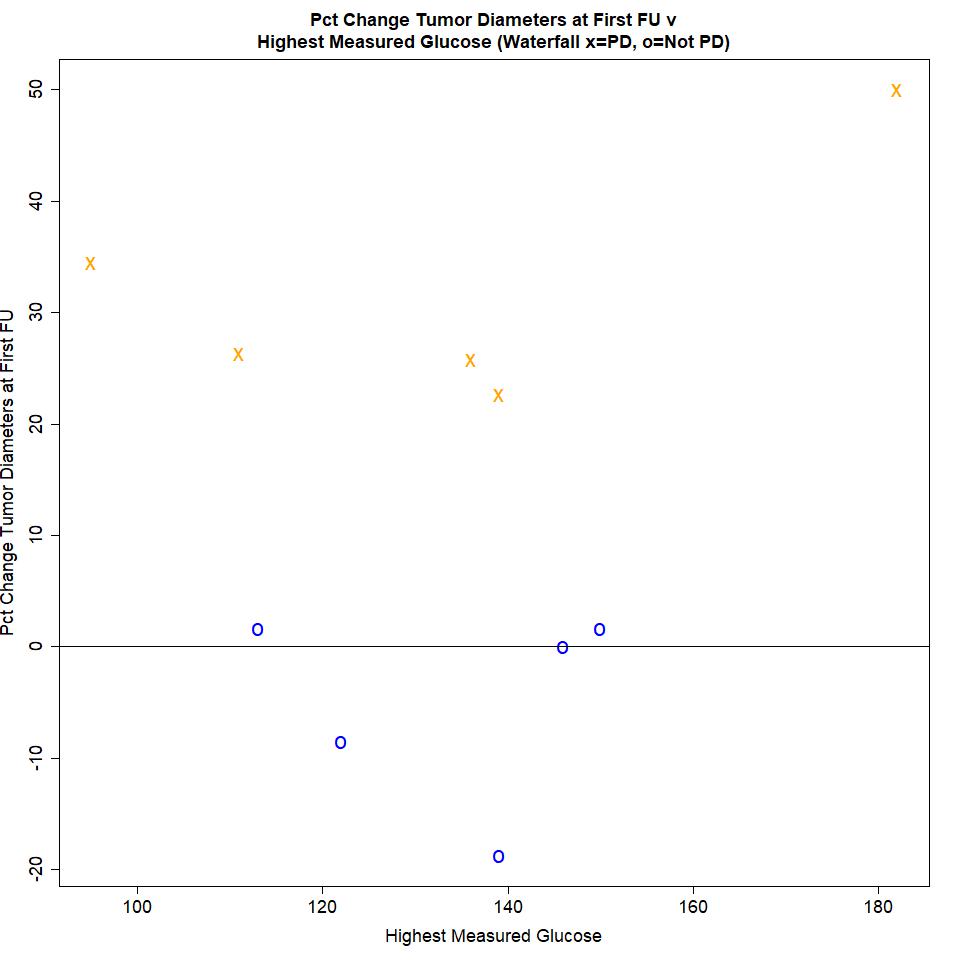 Pct Change Tumor Diameters at First FU v
Highest Measured Glucose (Waterfall x=PD, o=Not PD)
Pct Change Tumor Diameters at First FU
50
40
30
20
10
0
-10
-20
x
x
x
x
x
o
o
o
o
o
100 120 140 160 180
Highest Measured Glucose